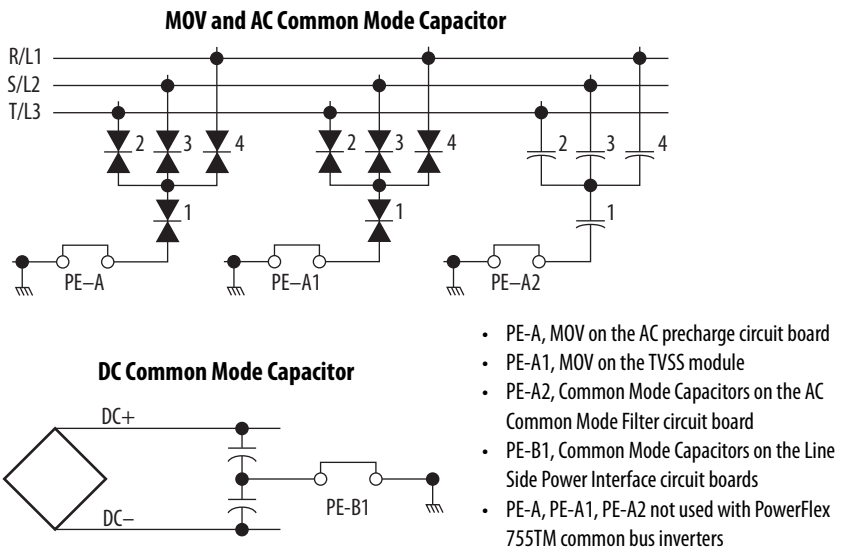 MOV and AC Common Mode Capacitor
R/L1
S/L2
T/L3
2 3 4 2 3 4 2 3 4
1 1 1
PE–A PE–A1 PE–A2
• PE-A, MOV on the AC precharge circuit board
• PE-A1, MOV on the TVSS module
• PE-A2, Common Mode Capacitors on the AC
Common Mode Filter circuit board
• PE-B1, Common Mode Capacitors on the Line
Side Power Interface circuit boards
• PE-A, PE-A1, PE-A2 not used with PowerFlex
755TM common bus inverters
DC Common Mode Capacitor
DC+
PE-B1
DC–